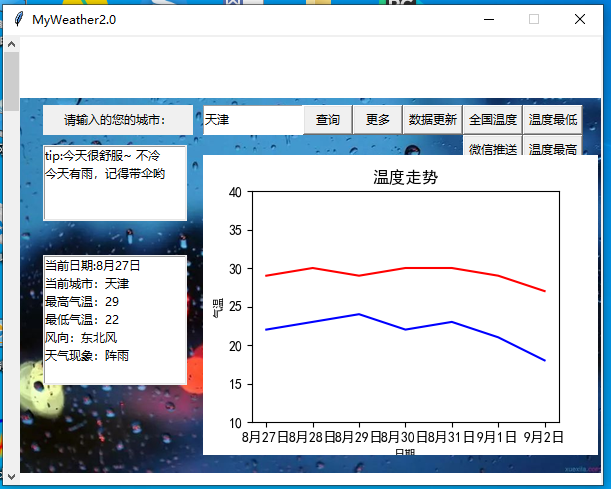 MyWeather2.0
请输入的您的城市：
天津
查询
更多
数据更新
全国温度
温度最低
微信推送
温度最高
tip:今天很舒服~ 不冷
今天有雨，记得带伞哟
当前日期:8月27日
当前城市：天津
最高气温：29
最低气温：22
风向：东北风
天气现象：阵雨
温度走势
气温
40
35
30
25
20
15
10
8月27日8月28日8月29日8月30日8月31日9月1日 9月2日
日期